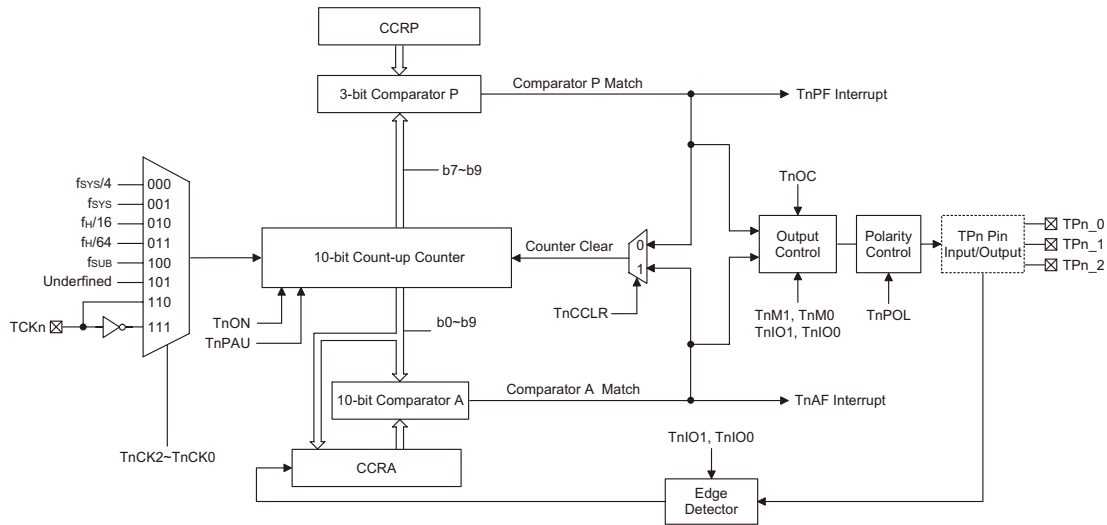 CCRP
3-bit Comparator P
Comparator P Match
TnPF Interrupt
b7~b9
fSYS/4
000
fSYS
001
fH/16
010
fH/64
011
fSUB
100
Undefined
101
110
TCKn
111
TnCK2~TnCK0
10-bit Count-up Counter
TnON
TnPAU
Counter Clear
0
1
TnCCLR
TnOC
Output
Control
TnM1, TnM0
TnIO1, TnIO0
Polarity
Control
TnPOL
TPn Pin
Input/Output
TPn_0
TPn_1
TPn_2
b0~b9
10-bit Comparator A
Comparator A Match
TnAF Interrupt
CCRA
TnIO1, TnIO0
Edge
Detector